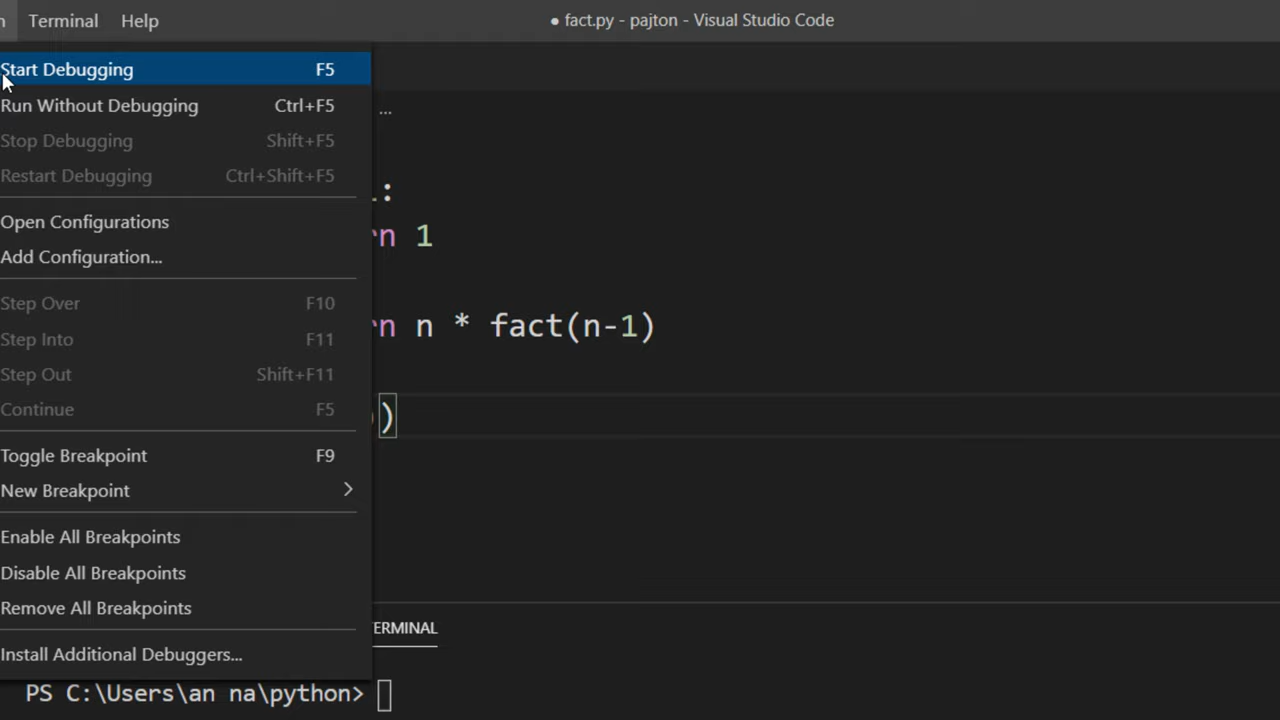 Terminal Help ● fact.py - pajton - Visual Studio Code
Start Debugging F5
Run Without Debugging Ctrl+F5
...
Stop Debugging Shift+F5
Restart Debugging Ctrl+Shift+F5
:
Open Configurations
rn 1
Add Configuration...
Step Over F10
rn n * fact(n-1)
Step Into F11
Step Out Shift+F11
Continue F5
)
Toggle Breakpoint F9
New Breakpoint >
Enable All Breakpoints
Disable All Breakpoints
Remove All Breakpoints
ERMINAL
Install Additional Debuggers...
PS C:\Users\an na\python>